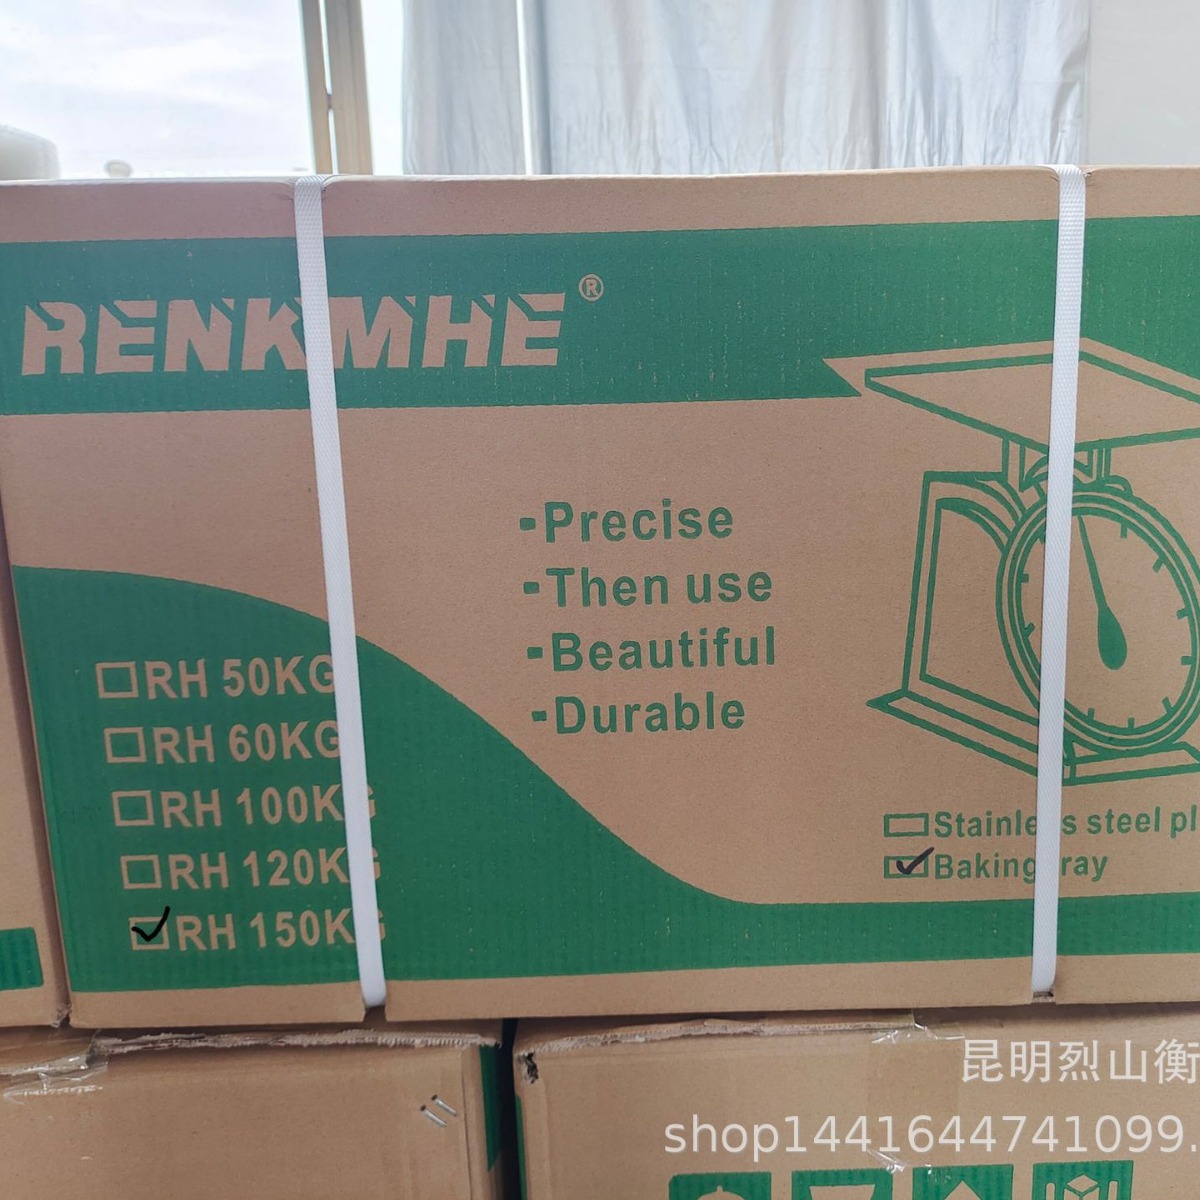 RENKMHE®
-Precise
-Then use
-Beautiful
-Durable
RH 50KG
RH 60KG
RH 100KG
RH 120KG
RH 150KG
Stainless steel pl
Baking tray
昆明烈山衡
shop1441644741099.